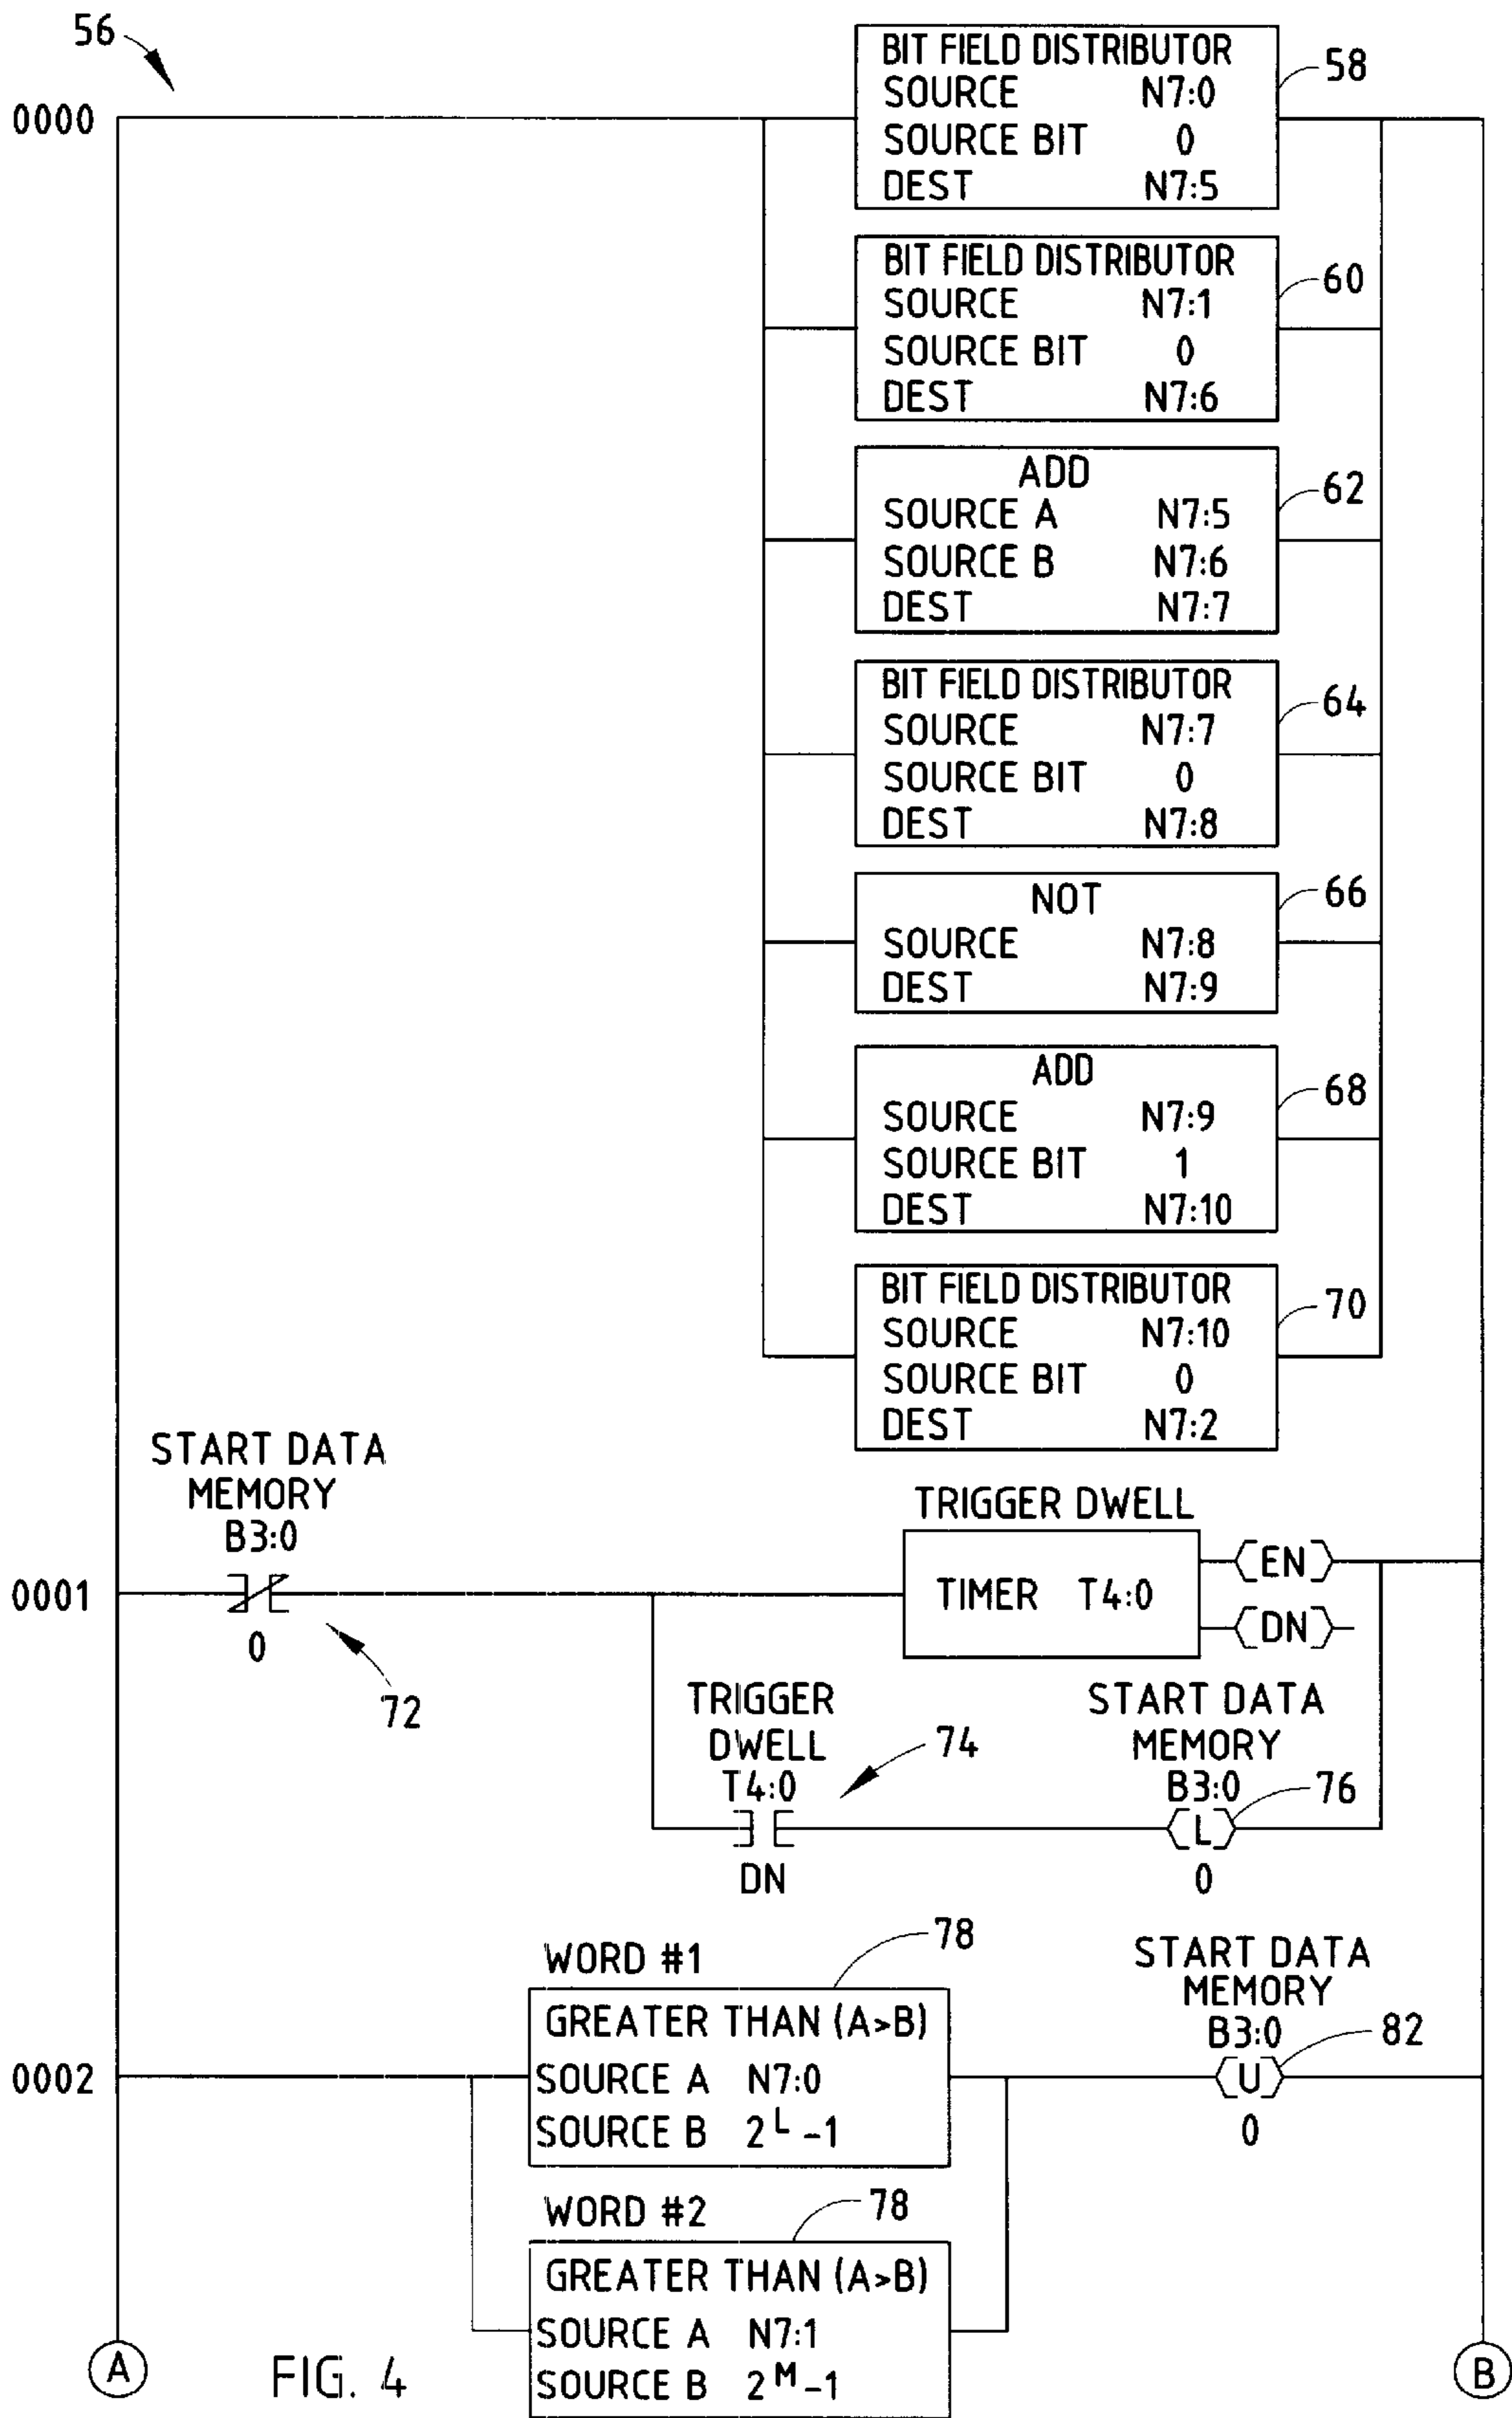 56
0000
BIT FIELD DISTRIBUTOR
SOURCE N7:0
SOURCE BIT 0
DEST N7:5
58
BIT FIELD DISTRIBUTOR
SOURCE N7:1
SOURCE BIT 0
DEST N7:6
60
ADD
SOURCE A N7:5
SOURCE B N7:6
DEST N7:7
62
BIT FIELD DISTRIBUTOR
SOURCE N7:7
SOURCE BIT 0
DEST N7:8
64
NOT
SOURCE N7:8
DEST N7:9
66
ADD
SOURCE N7:9
SOURCE BIT 1
DEST N7:10
68
BIT FIELD DISTRIBUTOR
SOURCE N7:10
SOURCE BIT 0
DEST N7:2
70
0001
START DATA
MEMORY
B3:0
0
72
TRIGGER DWELL
TIMER T4:0
EN
DN
TRIGGER
DWELL
T4:0
DN
74
START DATA
MEMORY
B3:0
L
0
76
0002
WORD #1
78
GREATER THAN (A>B)
SOURCE A N7:0
SOURCE B 2^L -1
START DATA
MEMORY
B3:0
U
0
82
WORD #2
78
GREATER THAN (A>B)
SOURCE A N7:1
SOURCE B 2^M -1
A
FIG. 4
B